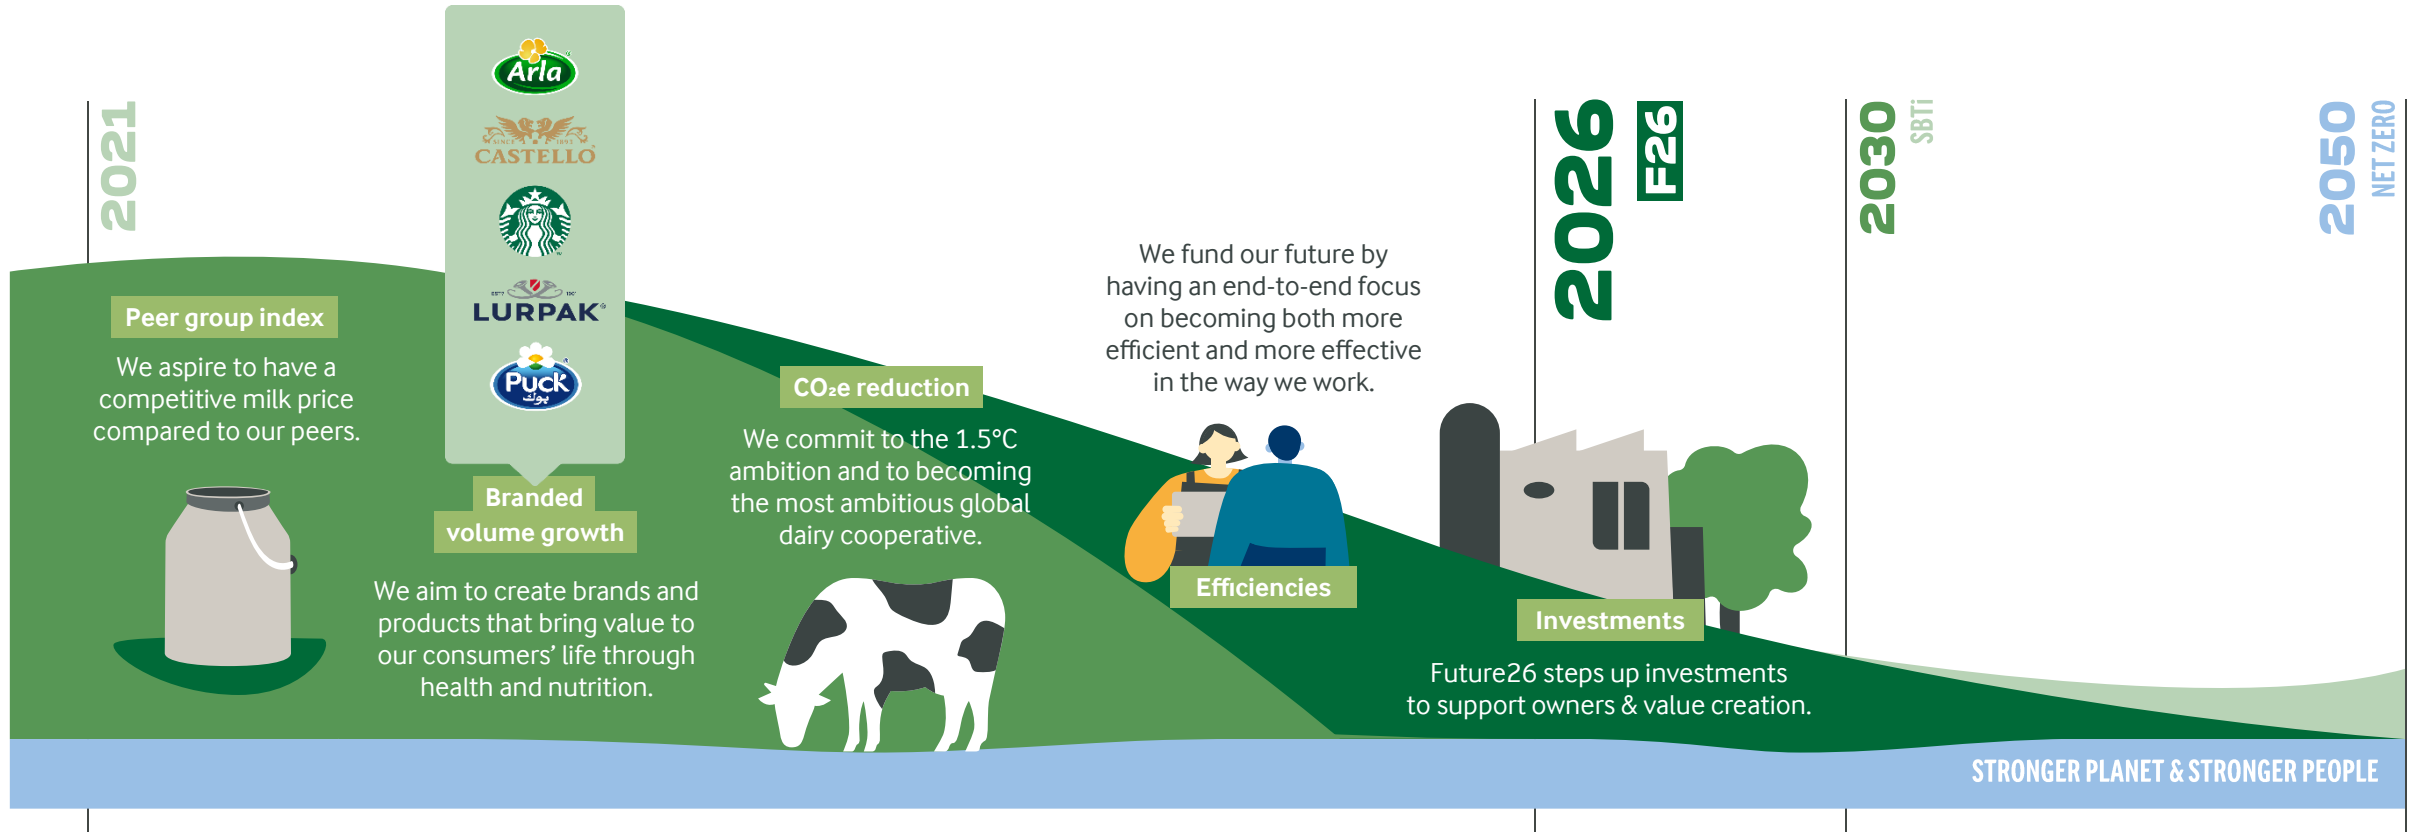 2021
Peer group index
We aspire to have a
competitive milk price
compared to our peers.
Arla
SINCE 1893
CASTELLO
LURPAK
Puck
بوك
Branded
volume growth
We aim to create brands and
products that bring value to
our consumers’ life through
health and nutrition.
CO₂e reduction
We commit to the 1.5°C
ambition and to becoming
the most ambitious global
dairy cooperative.
We fund our future by
having an end-to-end focus
on becoming both more
efficient and more effective
in the way we work.
Efficiencies
2026
F26
Investments
Future26 steps up investments
to support owners & value creation.
2030
SBTi
2050
NET ZERO
STRONGER PLANET & STRONGER PEOPLE